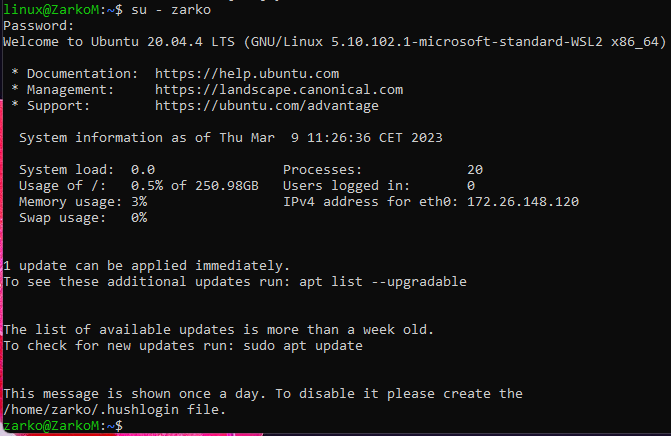 linux@ZarkoM:~$ su - zarko
Password:
Welcome to Ubuntu 20.04.4 LTS (GNU/Linux 5.10.102.1-microsoft-standard-WSL2 x86_64)
* Documentation:  https://help.ubuntu.com
* Management:     https://landscape.canonical.com
* Support:        https://ubuntu.com/advantage
System information as of Thu Mar  9 11:26:36 CET 2023
System load:  0.0                Processes:             20
Usage of /:   0.5% of 250.98GB   Users logged in:       0
Memory usage: 3%                 IPv4 address for eth0: 172.26.148.120
Swap usage:   0%
1 update can be applied immediately.
To see these additional updates run: apt list --upgradable
The list of available updates is more than a week old.
To check for new updates run: sudo apt update
This message is shown once a day. To disable it please create the
/home/zarko/.hushlogin file.
zarko@ZarkoM:~$